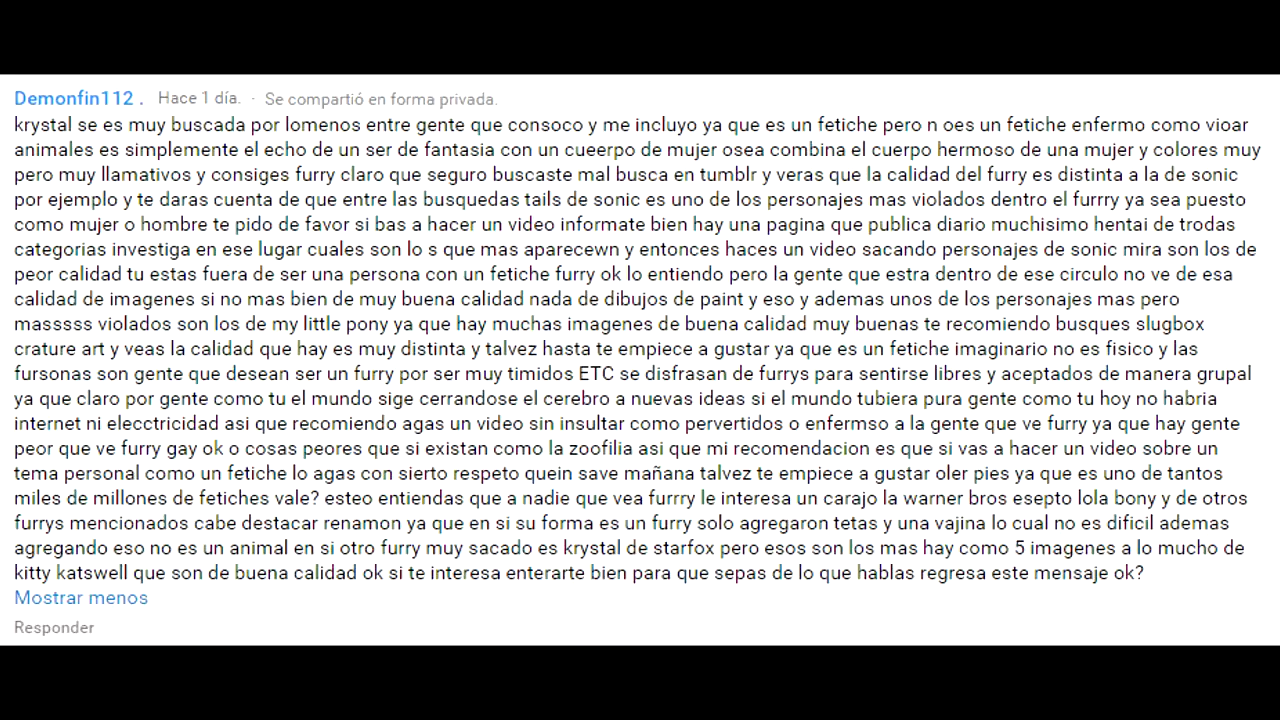 Demonfin112 . Hace 1 día. · Se compartió en forma privada.
krystal se es muy buscada por lomenos entre gente que consoco y me incluyo ya que es un fetiche pero n oes un fetiche enfermo como vioar
animales es simplemente el echo de un ser de fantasia con un cueerpo de mujer osea combina el cuerpo hermoso de una mujer y colores muy
pero muy llamativos y consiges furry claro que seguro buscaste mal busca en tumblr y veras que la calidad del furry es distinta a la de sonic
por ejemplo y te daras cuenta de que entre las busquedas tails de sonic es uno de los personajes mas violados dentro el furrry ya sea puesto
como mujer o hombre te pido de favor si bas a hacer un video informate bien hay una pagina que publica diario muchisimo hentai de trodas
categorias investiga en ese lugar cuales son lo s que mas aparecewn y entonces haces un video sacando personajes de sonic mira son los de
peor calidad tu estas fuera de ser una persona con un fetiche furry ok lo entiendo pero la gente que estra dentro de ese circulo no ve de esa
calidad de imagenes si no mas bien de muy buena calidad nada de dibujos de paint y eso y ademas unos de los personajes mas pero
masssss violados son los de my little pony ya que hay muchas imagenes de buena calidad muy buenas te recomiendo busques slugbox
crature art y veas la calidad que hay es muy distinta y talvez hasta te empiece a gustar ya que es un fetiche imaginario no es fisico y las
fursonas son gente que desean ser un furry por ser muy timidos ETC se disfrasan de furrys para sentirse libres y aceptados de manera grupal
ya que claro por gente como tu el mundo sige cerrandose el cerebro a nuevas ideas si el mundo tubiera pura gente como tu hoy no habria
internet ni elecctricidad asi que recomiendo agas un video sin insultar como pervertidos o enfermso a la gente que ve furry ya que hay gente
peor que ve furry gay ok o cosas peores que si existan como la zoofilia asi que mi recomendacion es que si vas a hacer un video sobre un
tema personal como un fetiche lo agas con sierto respeto quein save mañana talvez te empiece a gustar oler pies ya que es uno de tantos
miles de millones de fetiches vale? esteo entiendas que a nadie que vea furrry le interesa un carajo la warner bros esepto lola bony y de otros
furrys mencionados cabe destacar renamon ya que en si su forma es un furry solo agregaron tetas y una vajina lo cual no es dificil ademas
agregando eso no es un animal en si otro furry muy sacado es krystal de starfox pero esos son los mas hay como 5 imagenes a lo mucho de
kitty katswell que son de buena calidad ok si te interesa enterarte bien para que sepas de lo que hablas regresa este mensaje ok?
Mostrar menos
Responder